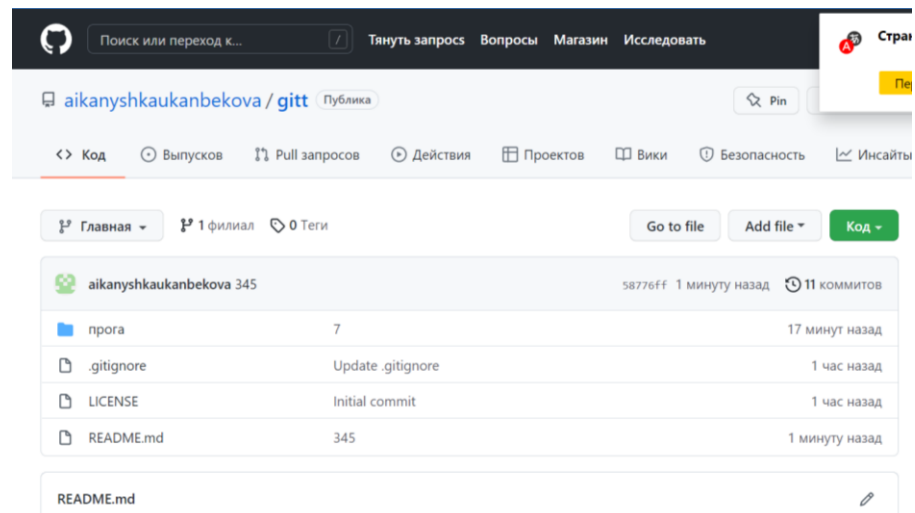 Поиск или переход к... / Тянуть запросs Вопросы Магазин Исследовать
aikanyshkaukanbekova / gitt Публика Pin
<> Код Выпусков Pull запросов Действия Проектов Вики Безопасность Инсайты
Главная 1 филиал 0 Теги Go to file Add file Код
aikanyshkaukanbekova 345 58776ff 1 минуту назад 11 коммитов
прога 7 17 минут назад
.gitignore Update .gitignore 1 час назад
LICENSE Initial commit 1 час назад
README.md 345 1 минуту назад
README.md